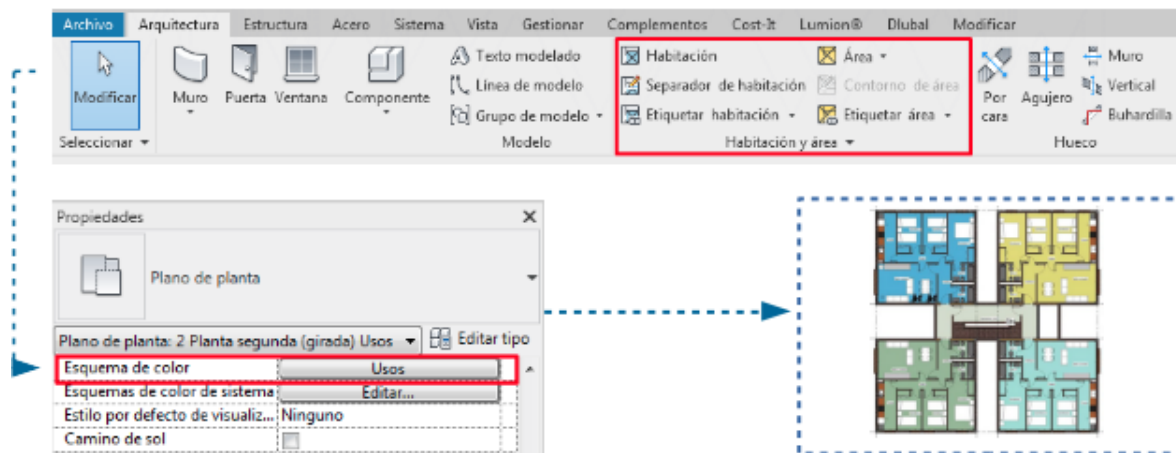 Archivo Arquitectura Estructura Acero Sistema Vista Gestionar Complementos Cost-It Lumion® Dlubal Modificar
Modificar
Muro
Puerta
Ventana
Componente
Texto modelado
Línea de modelo
Grupo de modelo
Habitación
Separador de habitación
Etiquetar habitación
Área
Contorno de área
Etiquetar área
Por cara
Agujero
Muro
Vertical
Buhardilla
Seleccionar
Modelo
Habitación y área
Hueco
Propiedades
Plano de planta
Plano de planta: 2 Planta segunda (girada) Usos
Editar tipo
Esquema de color Usos
Esquemas de color de sistema Editar...
Estilo por defecto de visualiz... Ninguno
Camino de sol